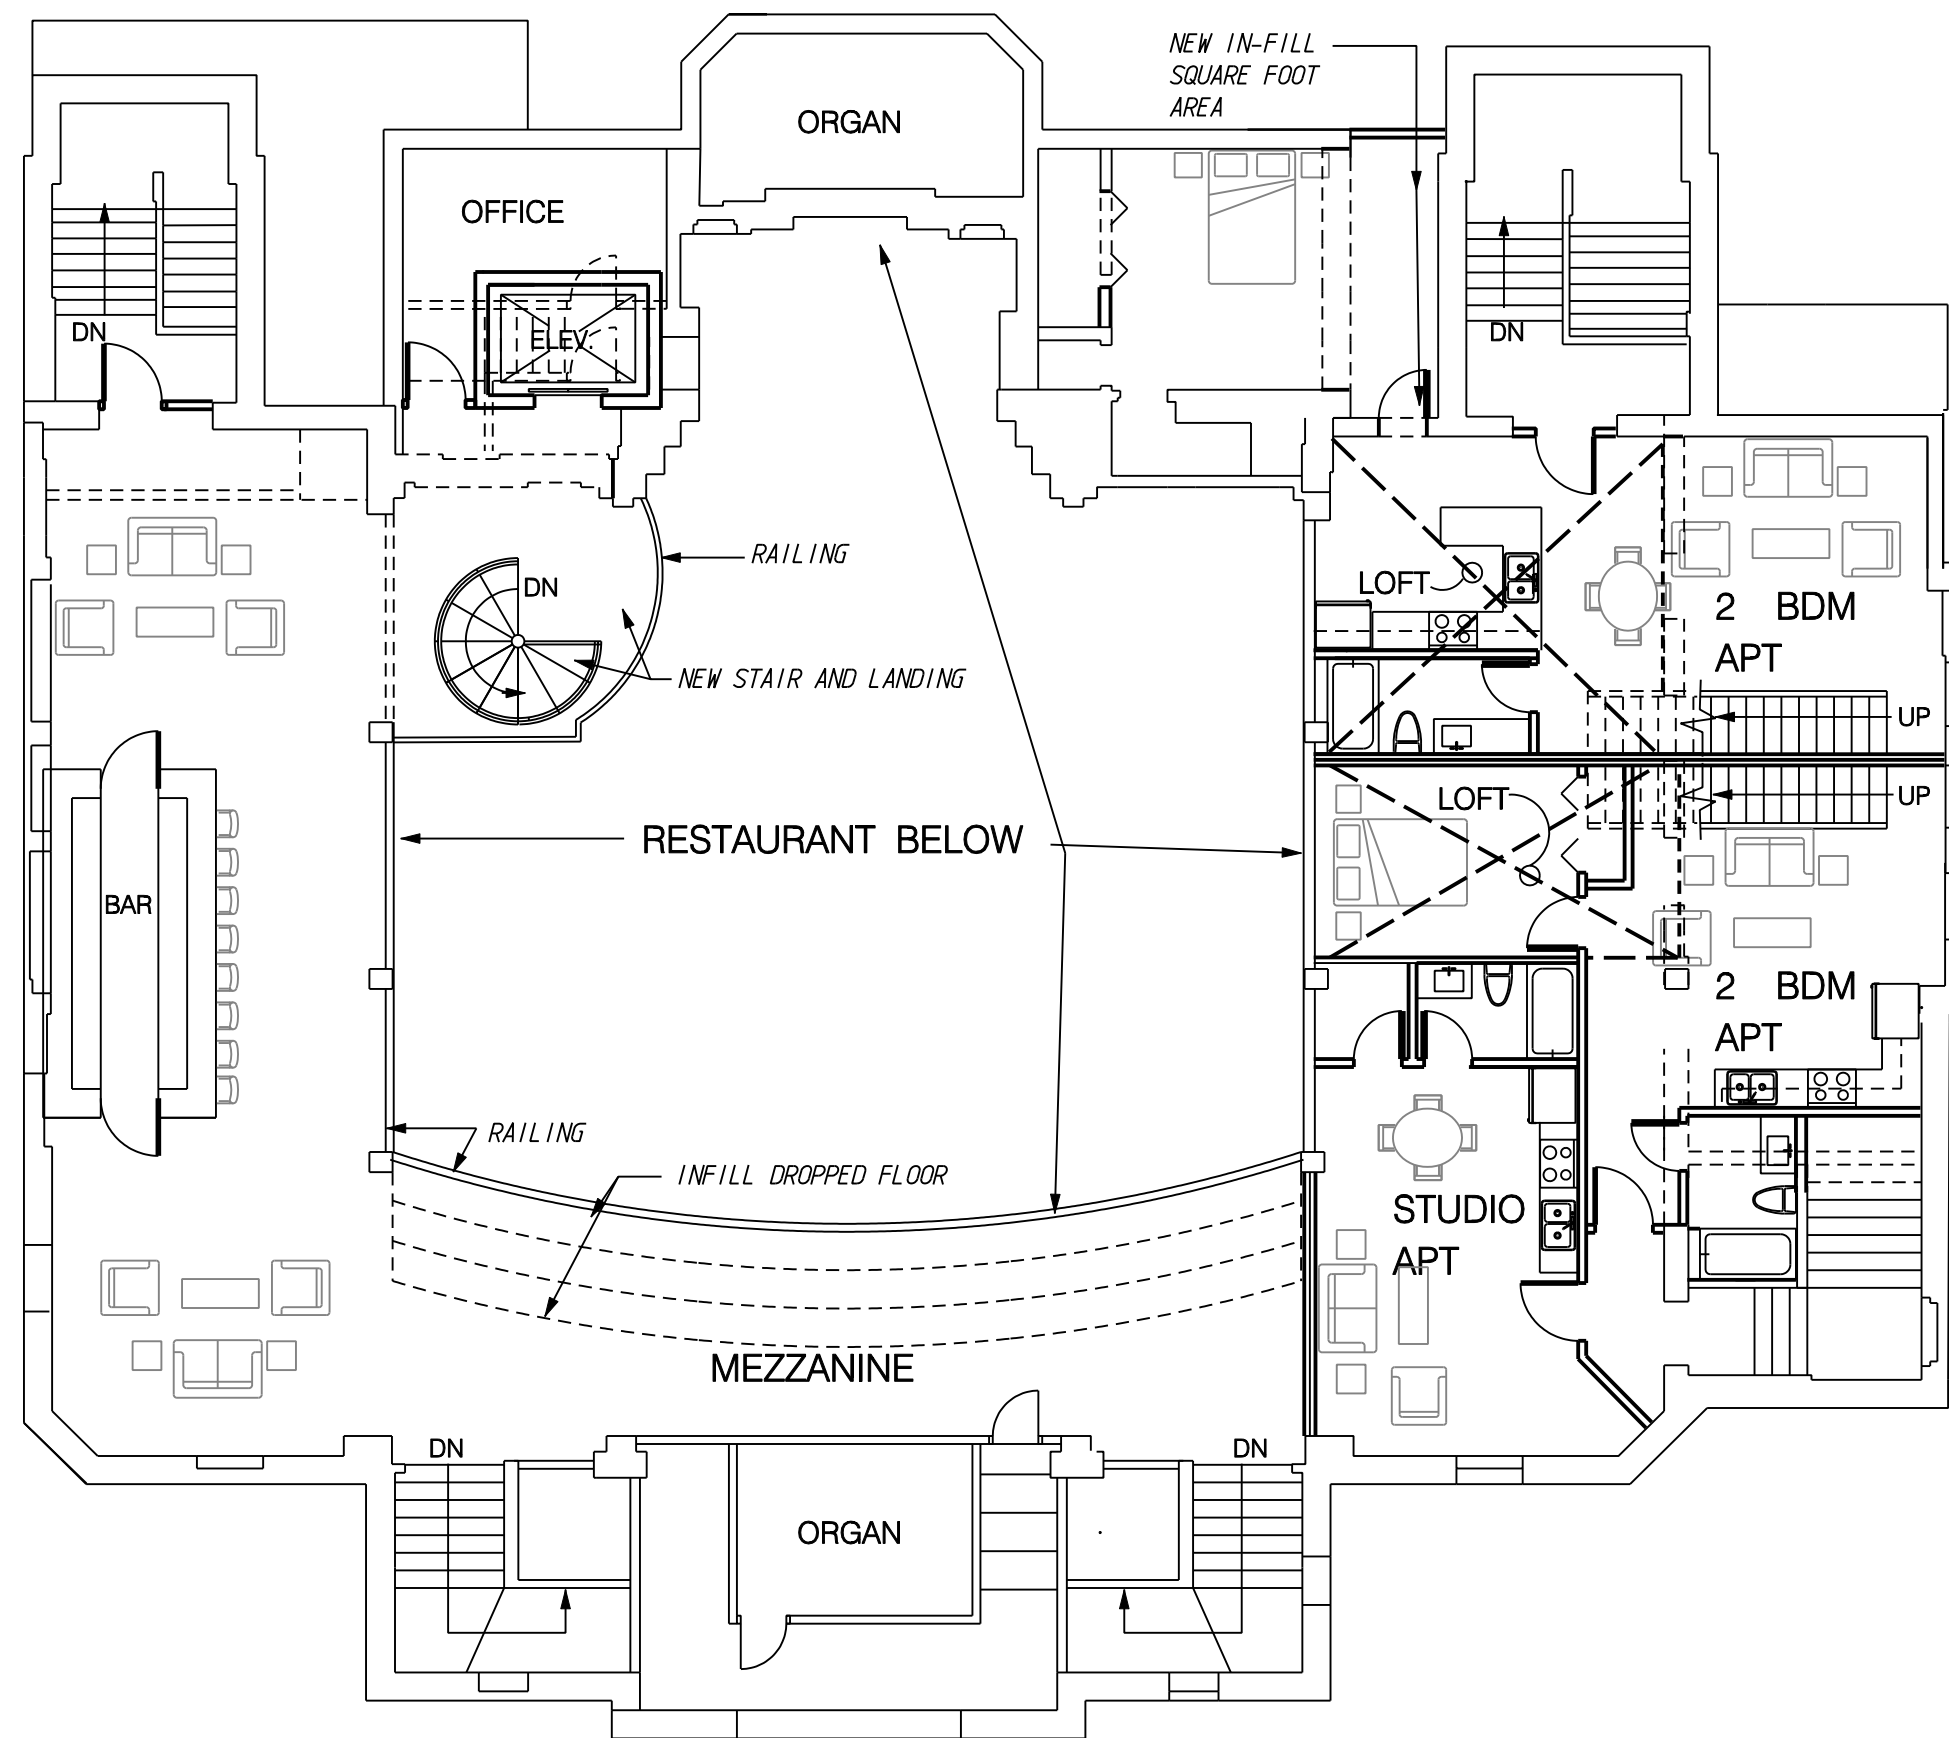 NEW IN-FILL
SQUARE FOOT
AREA
ORGAN
OFFICE
ELEV.
DN
DN
RAILING
DN
LOFT
2 BDM
APT
NEW STAIR AND LANDING
UP
UP
LOFT
RESTAURANT BELOW
BAR
2 BDM
APT
RAILING
INFILL DROPPED FLOOR
STUDIO
APT
MEZZANINE
DN
DN
ORGAN